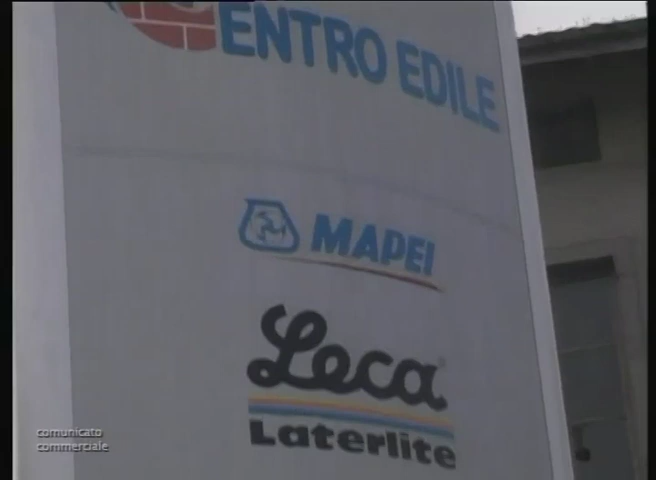 ENTRO EDILE
MAPEI
Leca
Laterlite
comunicato
commerciale